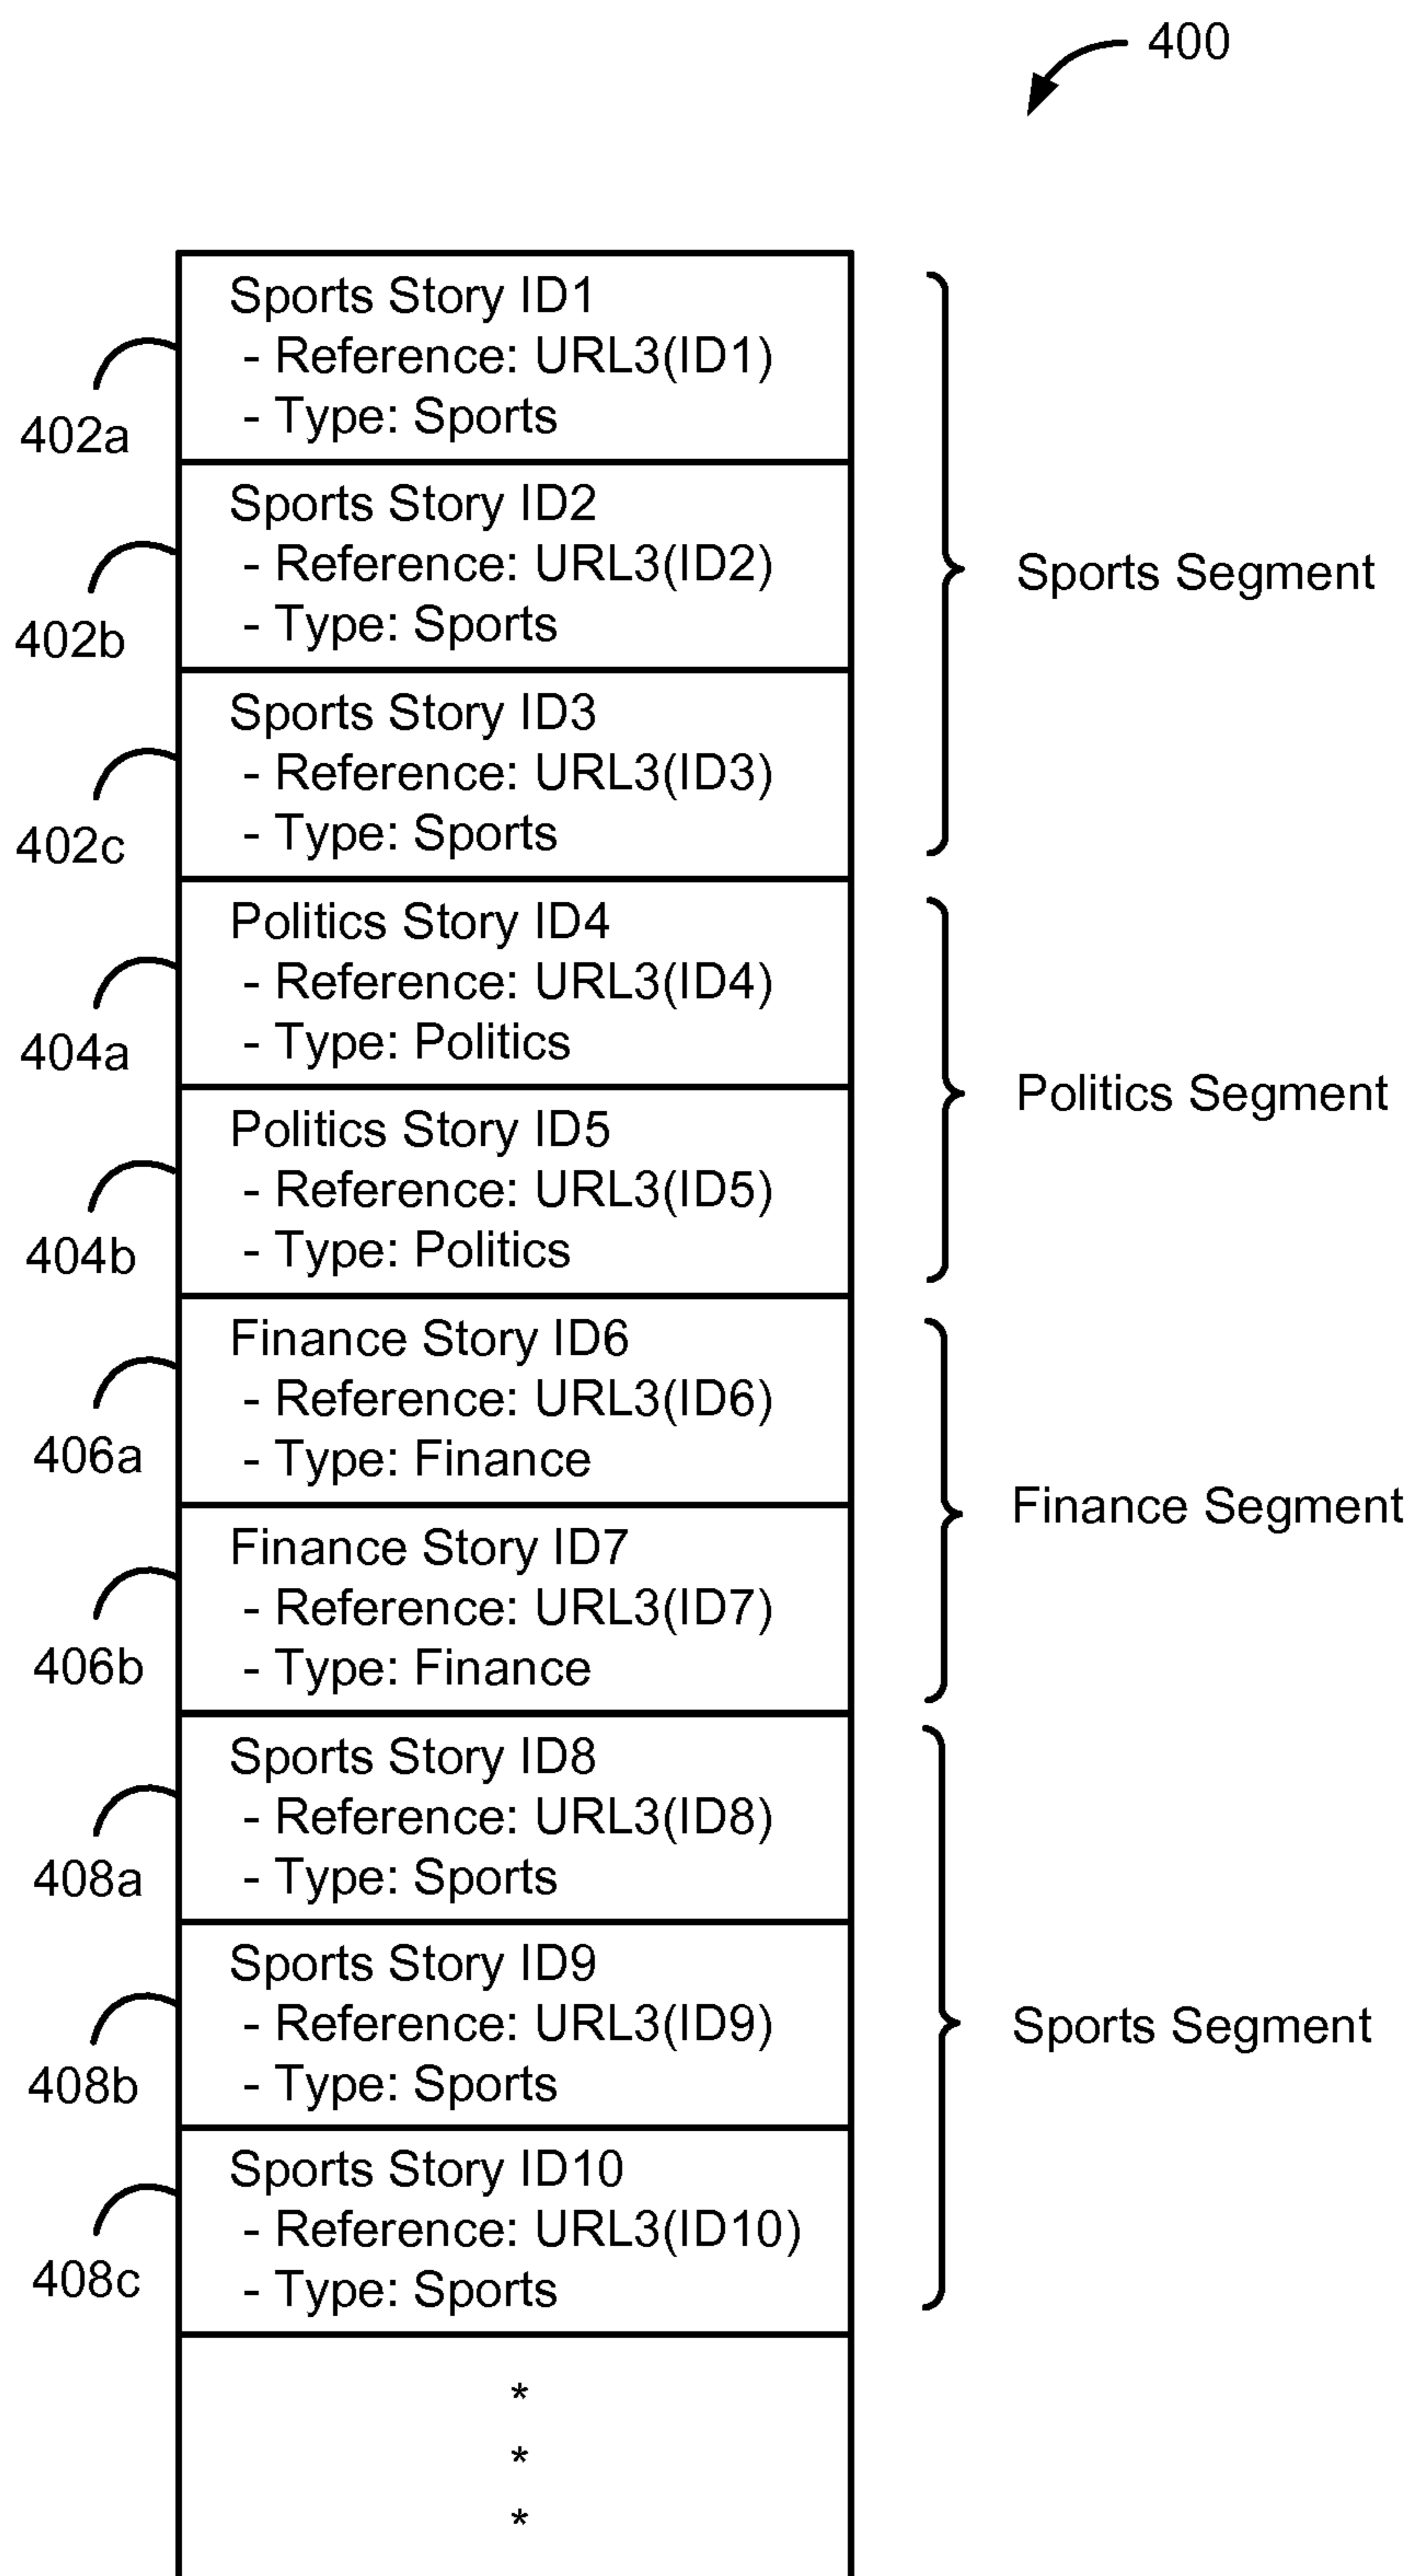 400
Sports Story ID1
- Reference: URL3(ID1)
- Type: Sports
402a
Sports Story ID2
- Reference: URL3(ID2)
- Type: Sports
402b
Sports Segment
Sports Story ID3
- Reference: URL3(ID3)
- Type: Sports
402c
Politics Story ID4
- Reference: URL3(ID4)
- Type: Politics
404a
Politics Segment
Politics Story ID5
- Reference: URL3(ID5)
- Type: Politics
404b
Finance Story ID6
- Reference: URL3(ID6)
- Type: Finance
406a
Finance Segment
Finance Story ID7
- Reference: URL3(ID7)
- Type: Finance
406b
Sports Story ID8
- Reference: URL3(ID8)
- Type: Sports
408a
Sports Story ID9
- Reference: URL3(ID9)
- Type: Sports
408b
Sports Segment
Sports Story ID10
- Reference: URL3(ID10)
- Type: Sports
408c
*
*
*